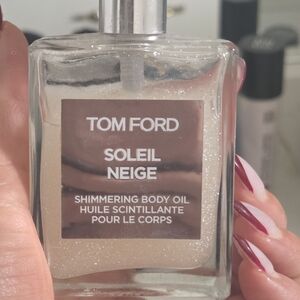 TOM FORD
SOLEIL
NEIGE
SHIMMERING BODY OIL
HUILE SCINTILLANTE
POUR LE CORPS